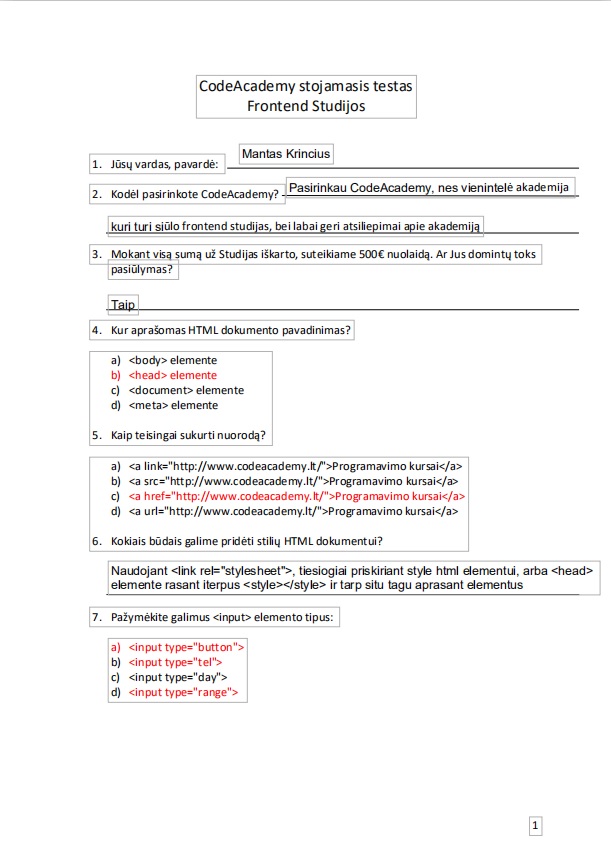 CodeAcademy stojamasis testas
Frontend Studijos
1. Jūsų vardas, pavardė: Mantas Krincius
2. Kodėl pasirinkote CodeAcademy? Pasirinkau CodeAcademy, nes vienintelė akademija
kuri turi siūlo frontend studijas, bei labai geri atsiliepimai apie akademiją
3. Mokant visą sumą už Studijas iškarto, suteikiame 500€ nuolaidą. Ar Jus domintų toks
pasiūlymas?
Taip
4. Kur aprašomas HTML dokumento pavadinimas?
a) <body> elemente
b) <head> elemente
c) <document> elemente
d) <meta> elemente
5. Kaip teisingai sukurti nuorodą?
a) <a link="http://www.codeacademy.lt/">Programavimo kursai</a>
b) <a src="http://www.codeacademy.lt/">Programavimo kursai</a>
c) <a href="http://www.codeacademy.lt/">Programavimo kursai</a>
d) <a url="http://www.codeacademy.lt/">Programavimo kursai</a>
6. Kokiais būdais galime pridėti stilių HTML dokumentui?
Naudojant <link rel="stylesheet">, tiesiogiai priskiriant style html elementui, arba <head>
elemente rasant iterpus <style></style> ir tarp situ tagu aprasant elementus
7. Pažymėkite galimus <input> elemento tipus:
a) <input type="button">
b) <input type="tel">
c) <input type="day">
d) <input type="range">
1